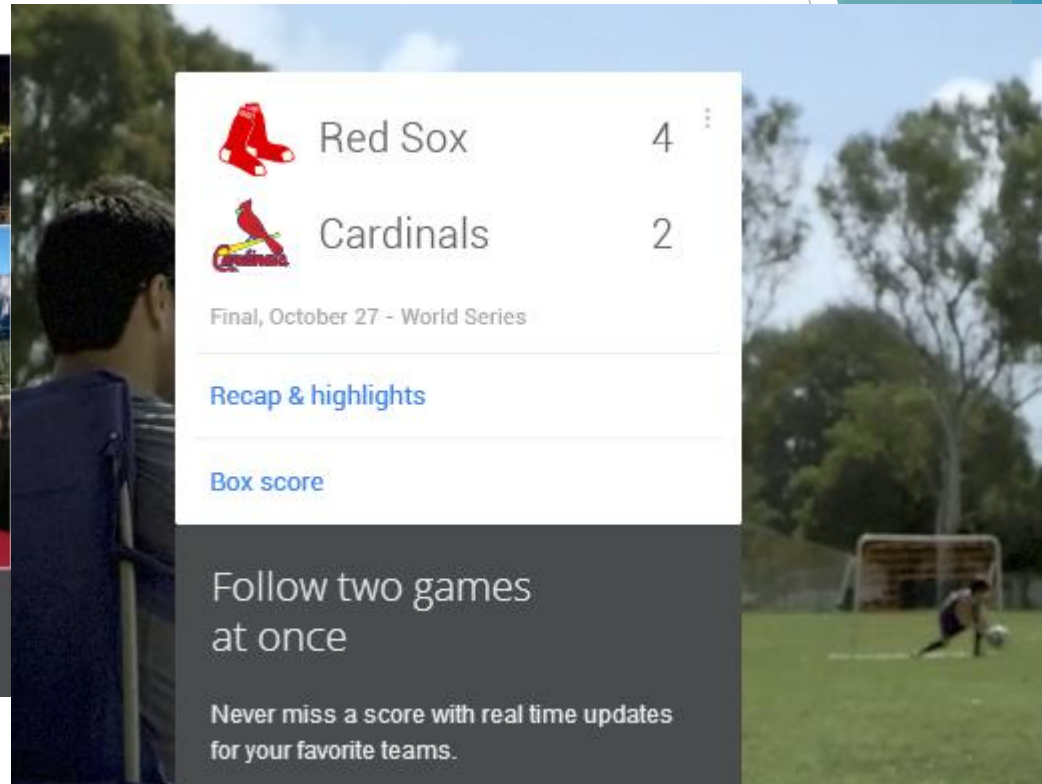 Red Sox 4
Cardinals
Cardinals 2
Final, October 27 - World Series
Recap & highlights
Box score
Follow two games
at once
Never miss a score with real time updates
for your favorite teams.